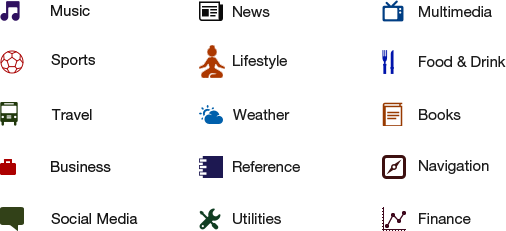 Music
News
Multimedia
Sports
Lifestyle
Food & Drink
Travel
Weather
Books
Business
Reference
Navigation
Social Media
Utilities
Finance